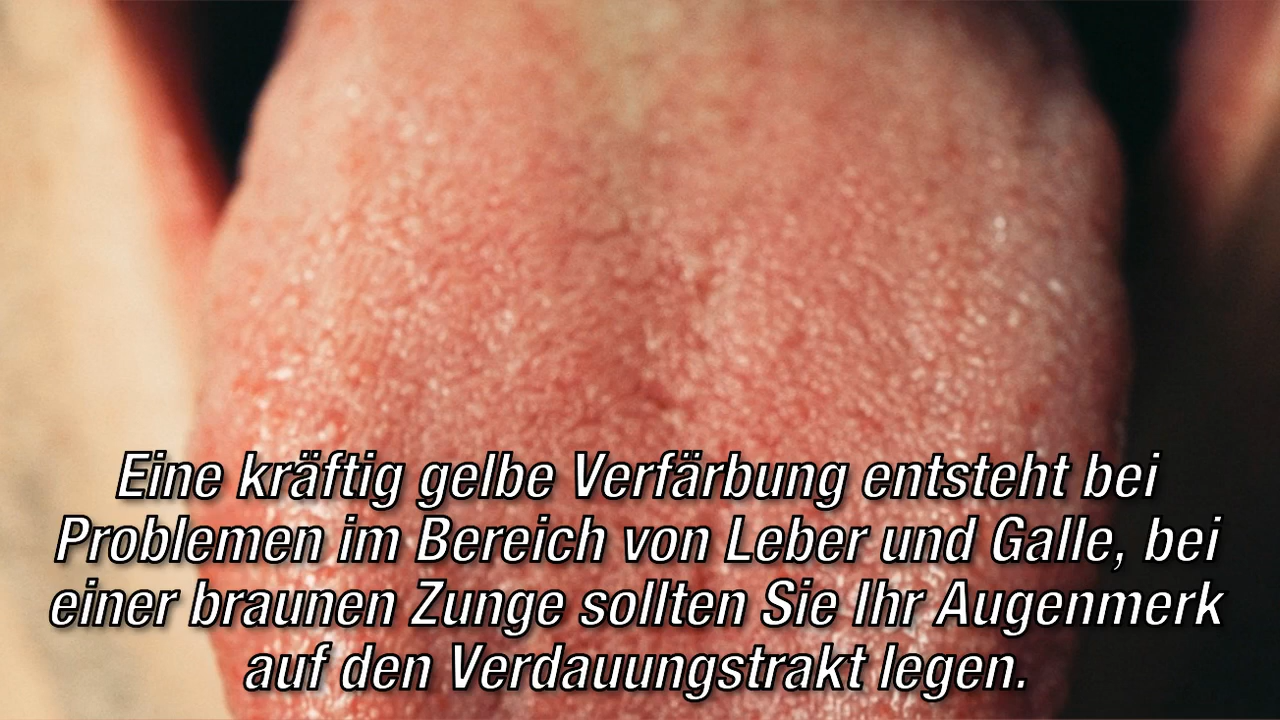 Eine kräftig gelbe Verfärbung entsteht bei
Problemen im Bereich von Leber und Galle, bei
einer braunen Zunge sollten Sie Ihr Augenmerk
auf den Verdauungstrakt legen.